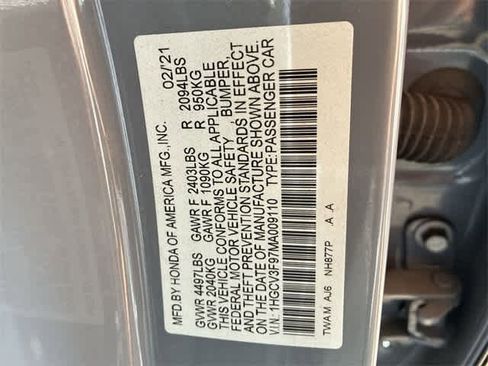 MFD. BY HONDA OF AMERICA MFG.,INC. 02/'21
GVWR 4497LBS GAWR F 2403LBS R 2094LBS
GVWR 2040KG GAWR F 1090KG R 950KG
THIS VEHICLE CONFORMS TO ALL APPLICABLE
FEDERAL MOTOR VEHICLE SAFETY, BUMPER,
AND THEFT PREVENTION STANDARDS IN EFFECT
ON THE DATE OF MANUFACTURE SHOWN ABOVE.
V.I.N: 1HGCV3F97MA009110 TYPE:PASSENGER CAR
TWAM AJ6 NH877P .A .A